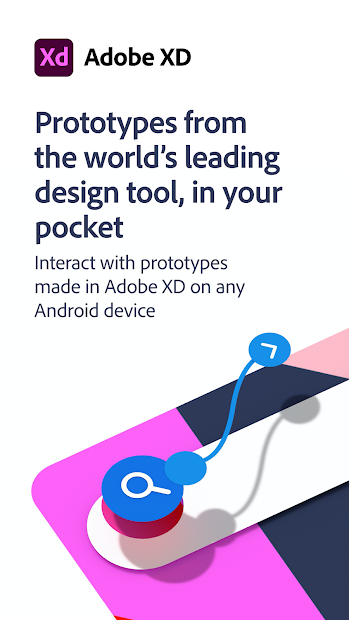 Xd Adobe XD
Prototypes from
the world's leading
design tool, in your
pocket
Interact with prototypes
made in Adobe XD on any
Android device